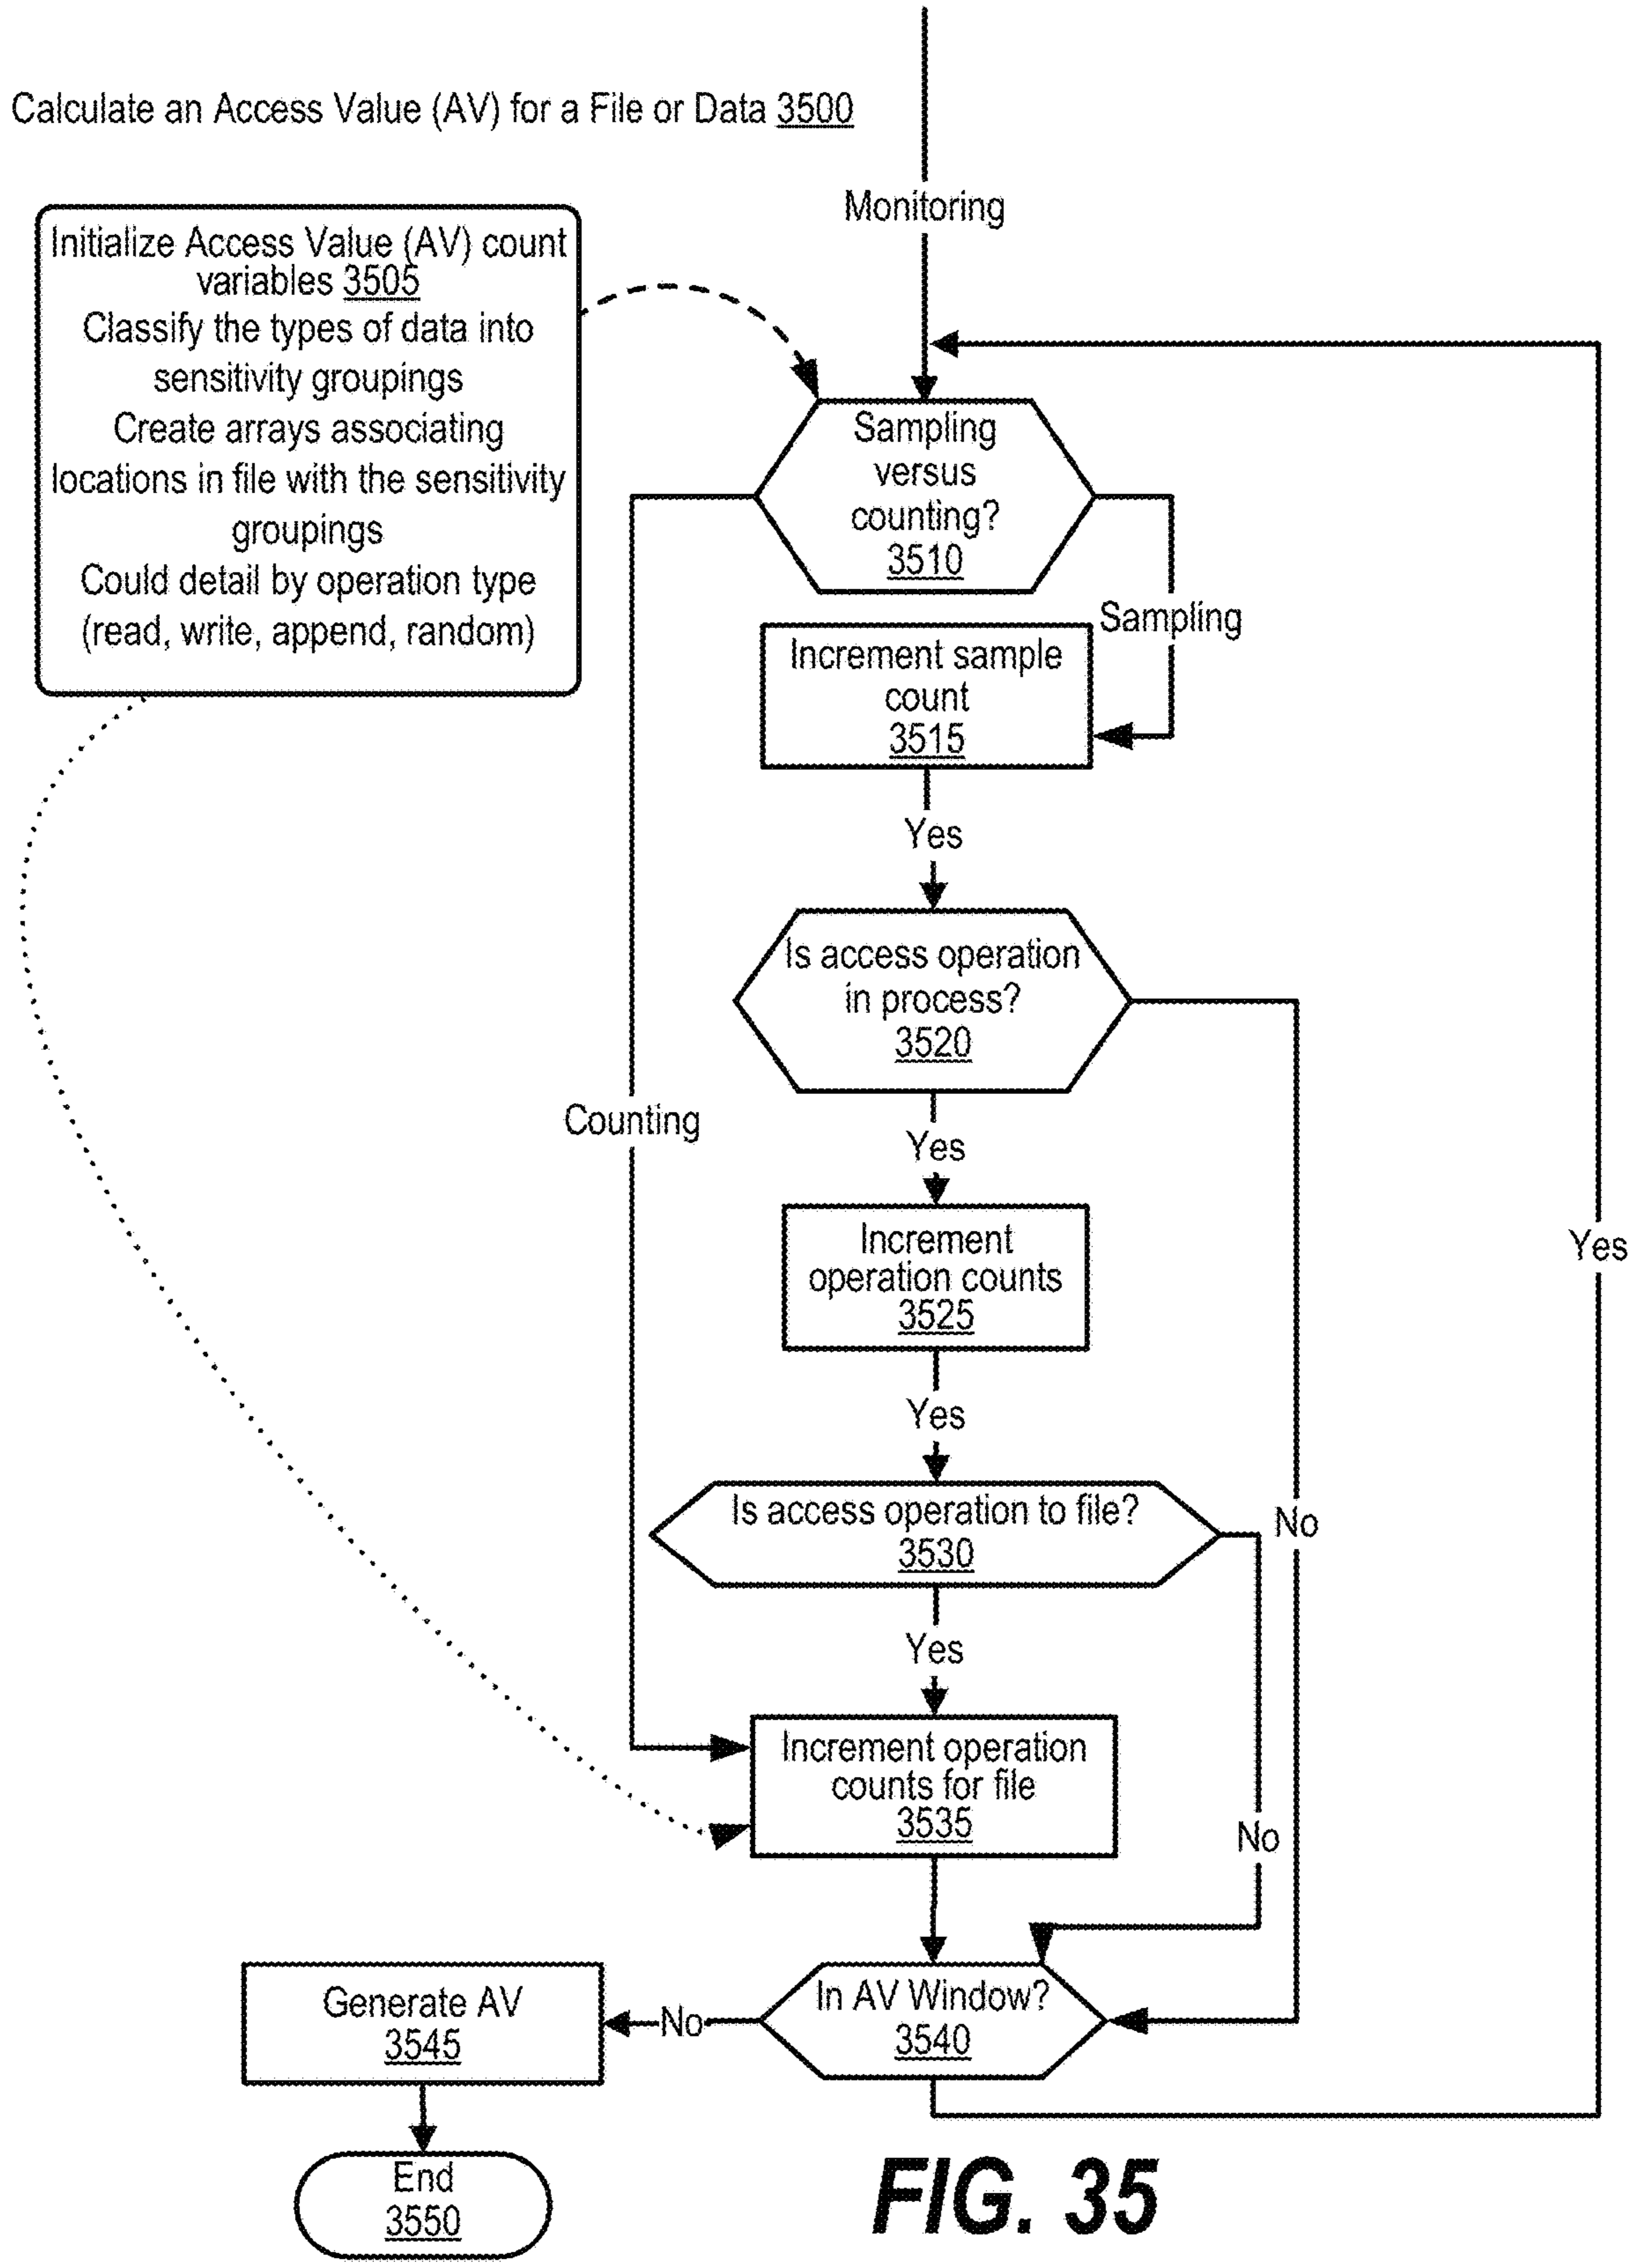 Calculate an Access Value (AV) for a File or Data 3500
Monitoring
Initialize Access Value (AV) count
variables 3505
Classify the types of data into
sensitivity groupings
Create arrays associating
locations in file with the sensitivity
groupings
Could detail by operation type
(read, write, append, random)
Sampling
versus
counting?
3510
Sampling
Increment sample
count
3515
Yes
Is access operation
in process?
3520
Counting
Yes
Increment
operation counts
3525
Yes
Yes
Is access operation to file?
3530
No
Yes
Increment operation
counts for file
3535
No
In AV Window?
3540
No
Generate AV
3545
End
3550
FIG. 35